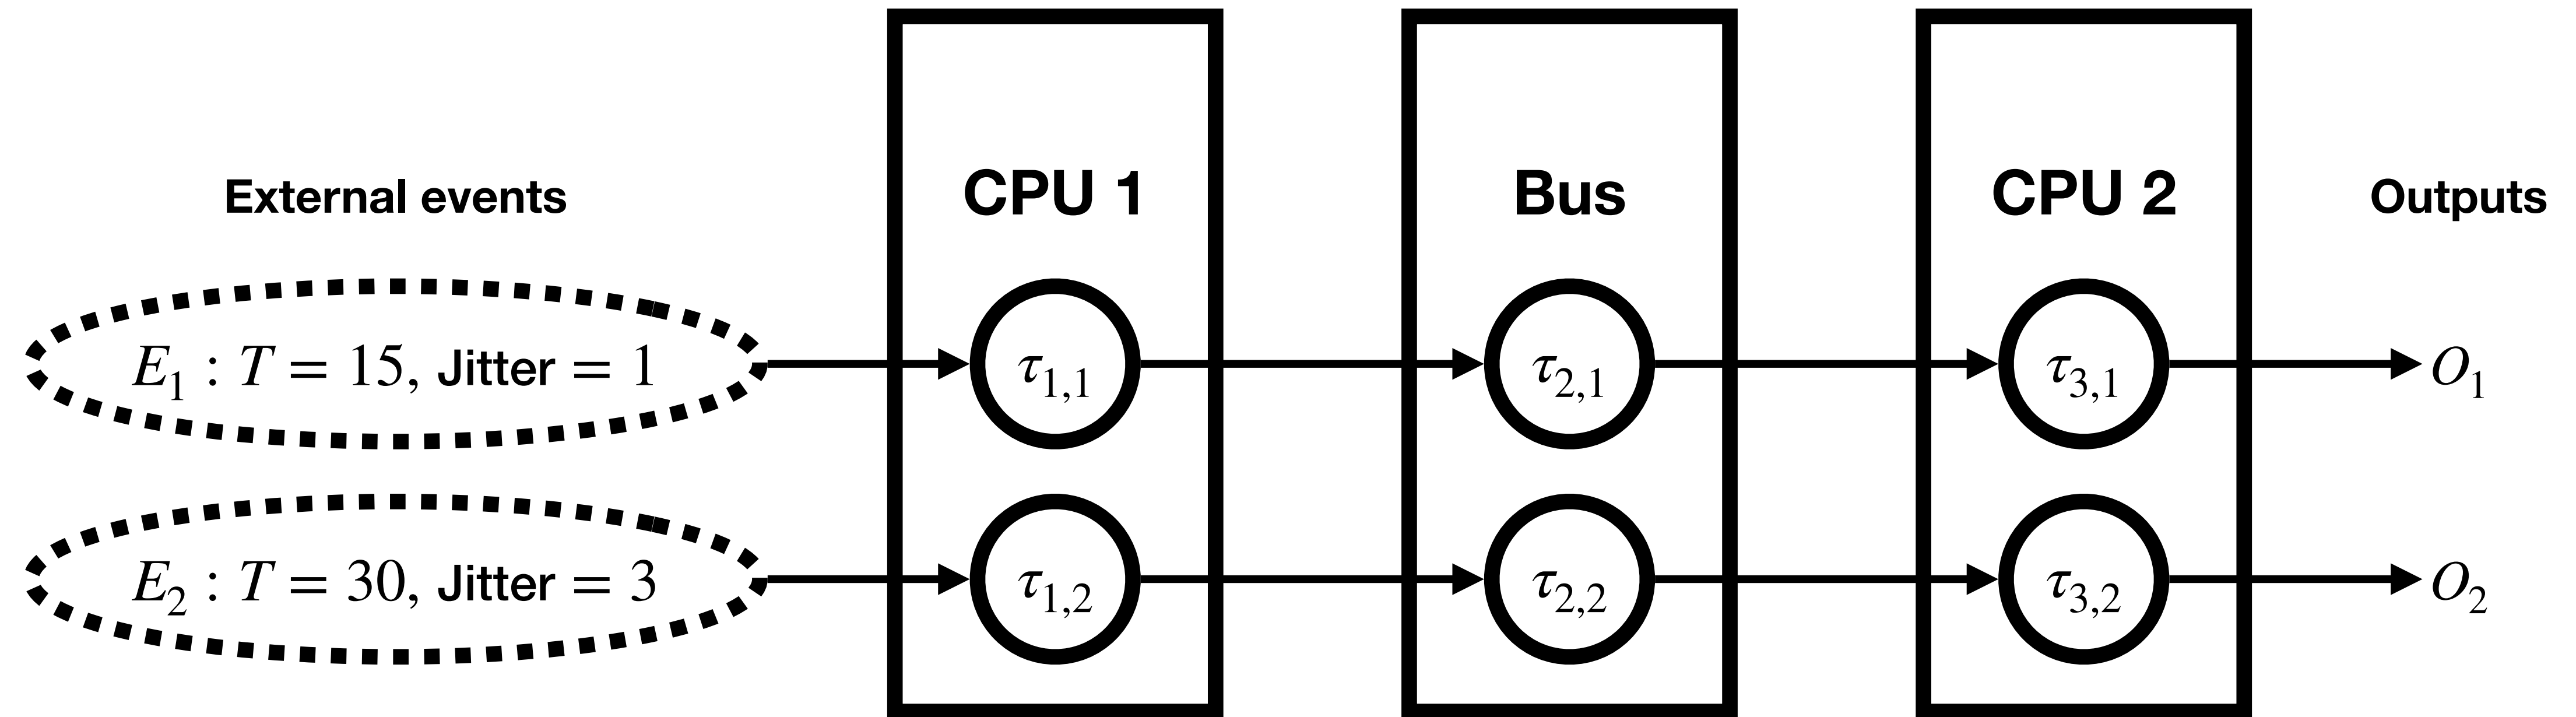 External events
CPU 1
Bus
CPU 2
Outputs
E₁ : T = 15, Jitter = 1
τ₁,₁
τ₂,₁
τ₃,₁
O₁
E₂ : T = 30, Jitter = 3
τ₁,₂
τ₂,₂
τ₃,₂
O₂